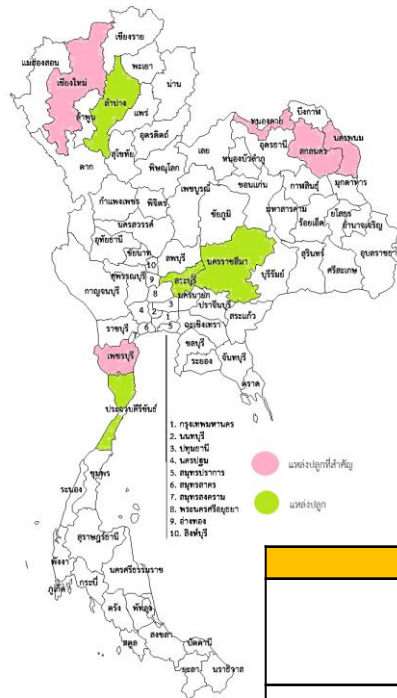 เชียงราย
แม่ฮ่องสอน
เชียงใหม่
พะเยา
น่าน
ลำปาง
ลำพูน
แพร่
อุตรดิตถ์
สุโขทัย
ตาก
พิษณุโลก
เลย
หนองคาย
บึงกาฬ
นครพนม
อุดรธานี
สกลนคร
หนองบัวลำภู
มุกดาหาร
กาฬสินธุ์
ขอนแก่น
เพชรบูรณ์
กำแพงเพชร
พิจิตร
ชัยภูมิ
มหาสารคาม
ร้อยเอ็ด
ยโสธร
อำนาจเจริญ
นครสวรรค์
อุทัยธานี
ชัยนาท
ลพบุรี
นครราชสีมา
บุรีรัมย์
สุรินทร์
ศรีสะเกษ
อุบลราชธานี
สุพรรณบุรี
10
9
สระบุรี
กาญจนบุรี
8
นครนายก
ปราจีนบุรี
สระแก้ว
4
2
3
1
ฉะเชิงเทรา
ราชบุรี
6
5
ชลบุรี
เพชรบุรี
ระยอง
จันทบุรี
ตราด
ประจวบคีรีขันธ์
1. กรุงเทพมหานคร
2. นนทบุรี
3. ปทุมธานี
4. นครปฐม
5. สมุทรปราการ
6. สมุทรสาคร
7. สมุทรสงคราม
8. พระนครศรีอยุธยา
9. อ่างทอง
10. สิงห์บุรี
แหล่งปลูกที่สำคัญ
แหล่งปลูก
ชุมพร
ระนอง
สุราษฎร์ธานี
พังงา
นครศรีธรรมราช
กระบี่
ภูเก็ต
ตรัง
พัทลุง
สงขลา
สตูล
ปัตตานี
ยะลา
นราธิวาส